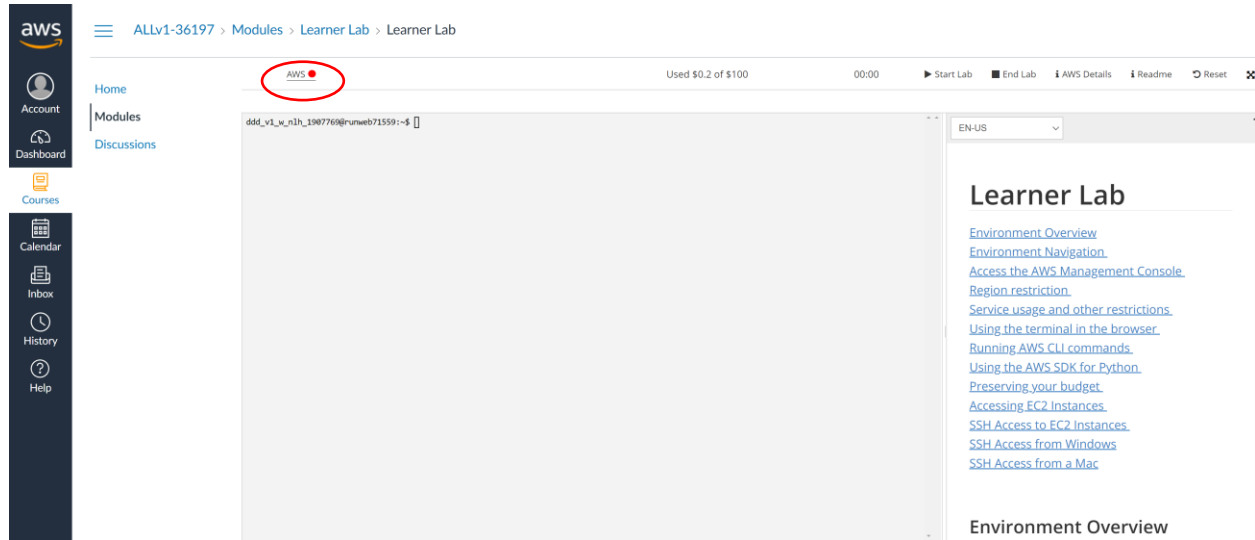 aws
ALLv1-36197 > Modules > Learner Lab > Learner Lab
Account
Dashboard
Courses
Calendar
Inbox
History
Help
Home
Modules
Discussions
AWS
Used $0.2 of $100
00:00
Start Lab
End Lab
AWS Details
Readme
Reset
ddd_v1_w_nlh_1907769@runweb71559:~$ []
EN-US
Learner Lab
Environment Overview
Environment Navigation
Access the AWS Management Console
Region restriction
Service usage and other restrictions
Using the terminal in the browser
Running AWS CLI commands
Using the AWS SDK for Python
Preserving your budget
Accessing EC2 Instances
SSH Access to EC2 Instances
SSH Access from Windows
SSH Access from a Mac
Environment Overview